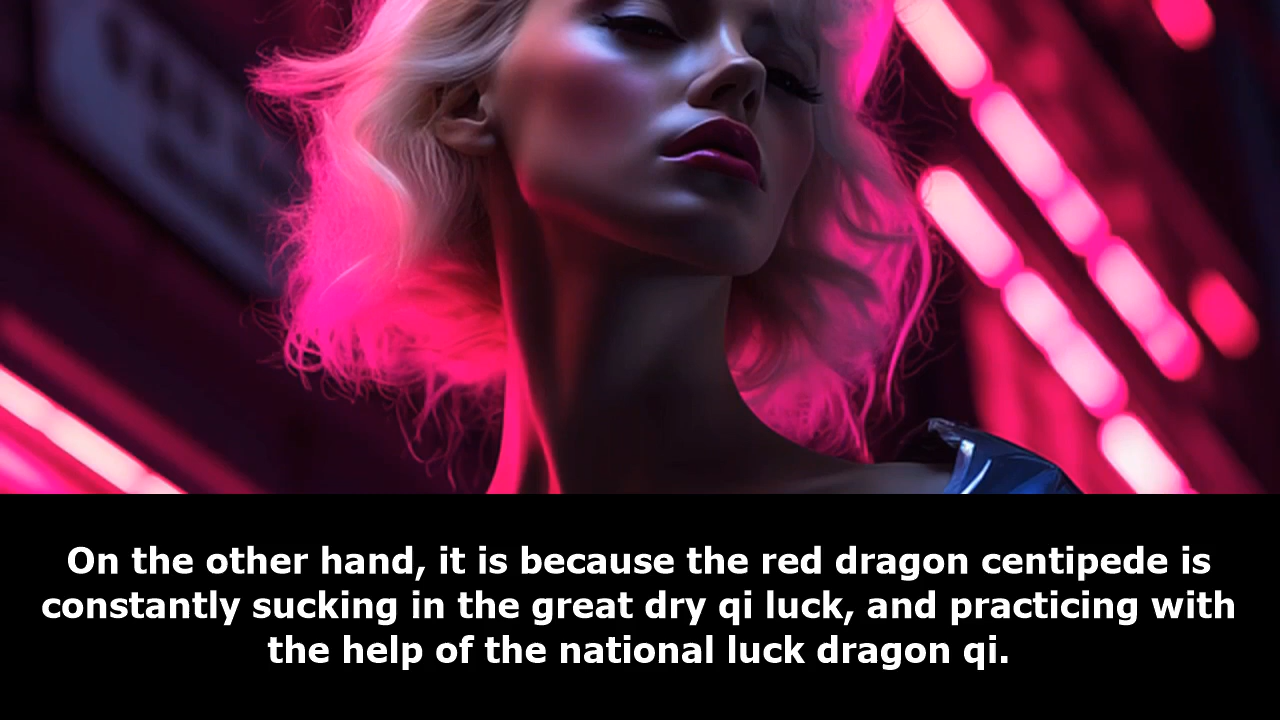 On the other hand, it is because the red dragon centipede is
constantly sucking in the great dry qi luck, and practicing with
the help of the national luck dragon qi.